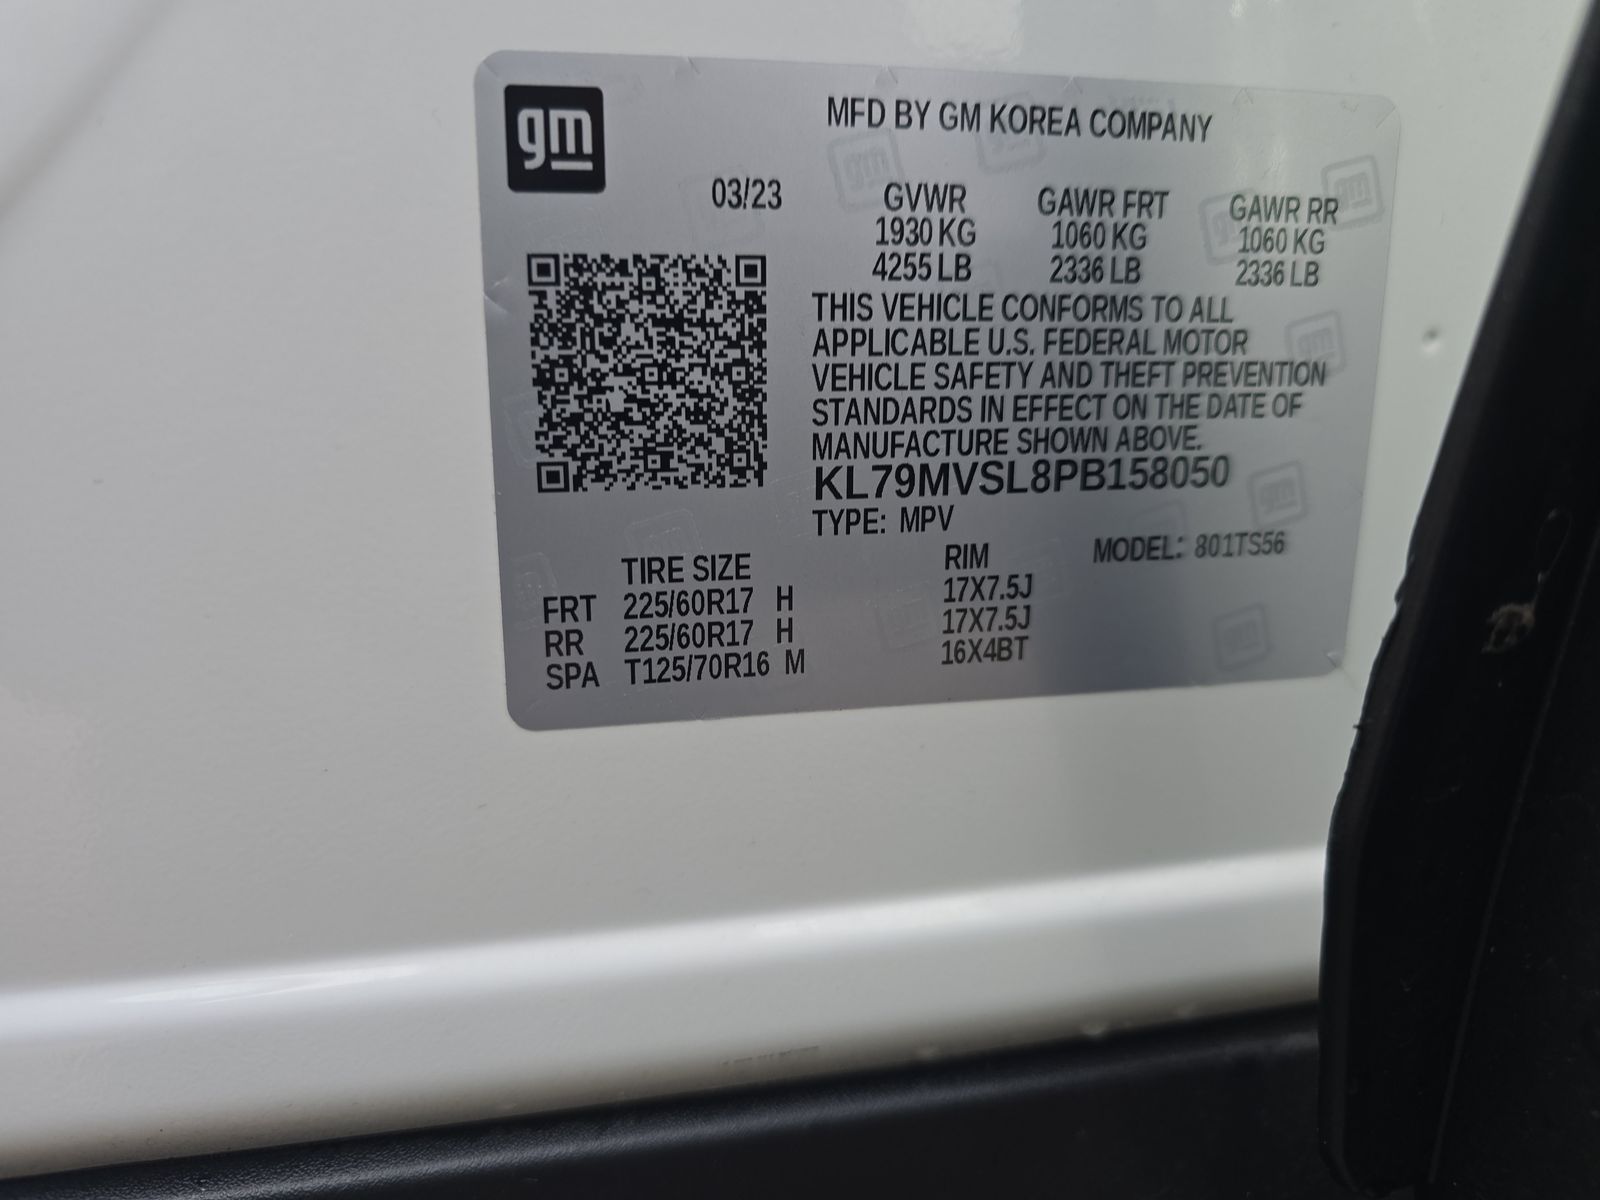 gm
MFD BY GM KOREA COMPANY
03/23
GVWR GAWR FRT GAWR RR
1930 KG 1060 KG 1060 KG
4255 LB 2336 LB 2336 LB
THIS VEHICLE CONFORMS TO ALL
APPLICABLE U.S. FEDERAL MOTOR
VEHICLE SAFETY AND THEFT PREVENTION
STANDARDS IN EFFECT ON THE DATE OF
MANUFACTURE SHOWN ABOVE.
KL79MVSL8PB158050
TYPE: MPV
MODEL: 801TS56
TIRE SIZE RIM
FRT 225/60R17 H 17X7.5J
RR 225/60R17 H 17X7.5J
SPA T125/70R16 M 16X4BT